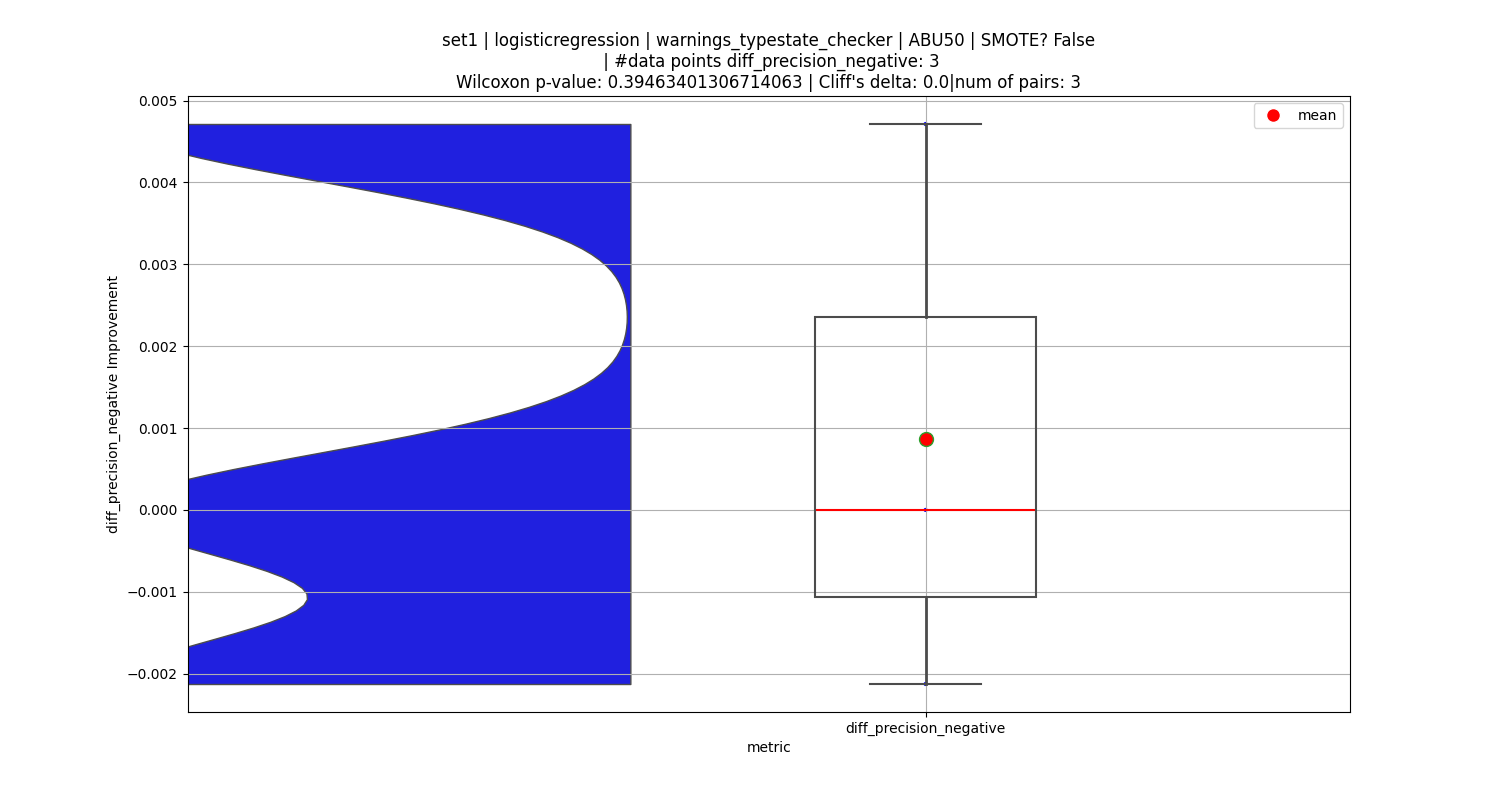 set1 | logisticregression | warnings_typestate_checker | ABU50 | SMOTE? False
| #data points diff_precision_negative: 3
Wilcoxon p-value: 0.39463401306714063 | Cliff's delta: 0.0|num of pairs: 3
mean
0.005
0.004
0.003
0.002
0.001
0.000
−0.001
−0.002
diff_precision_negative Improvement
diff_precision_negative
metric